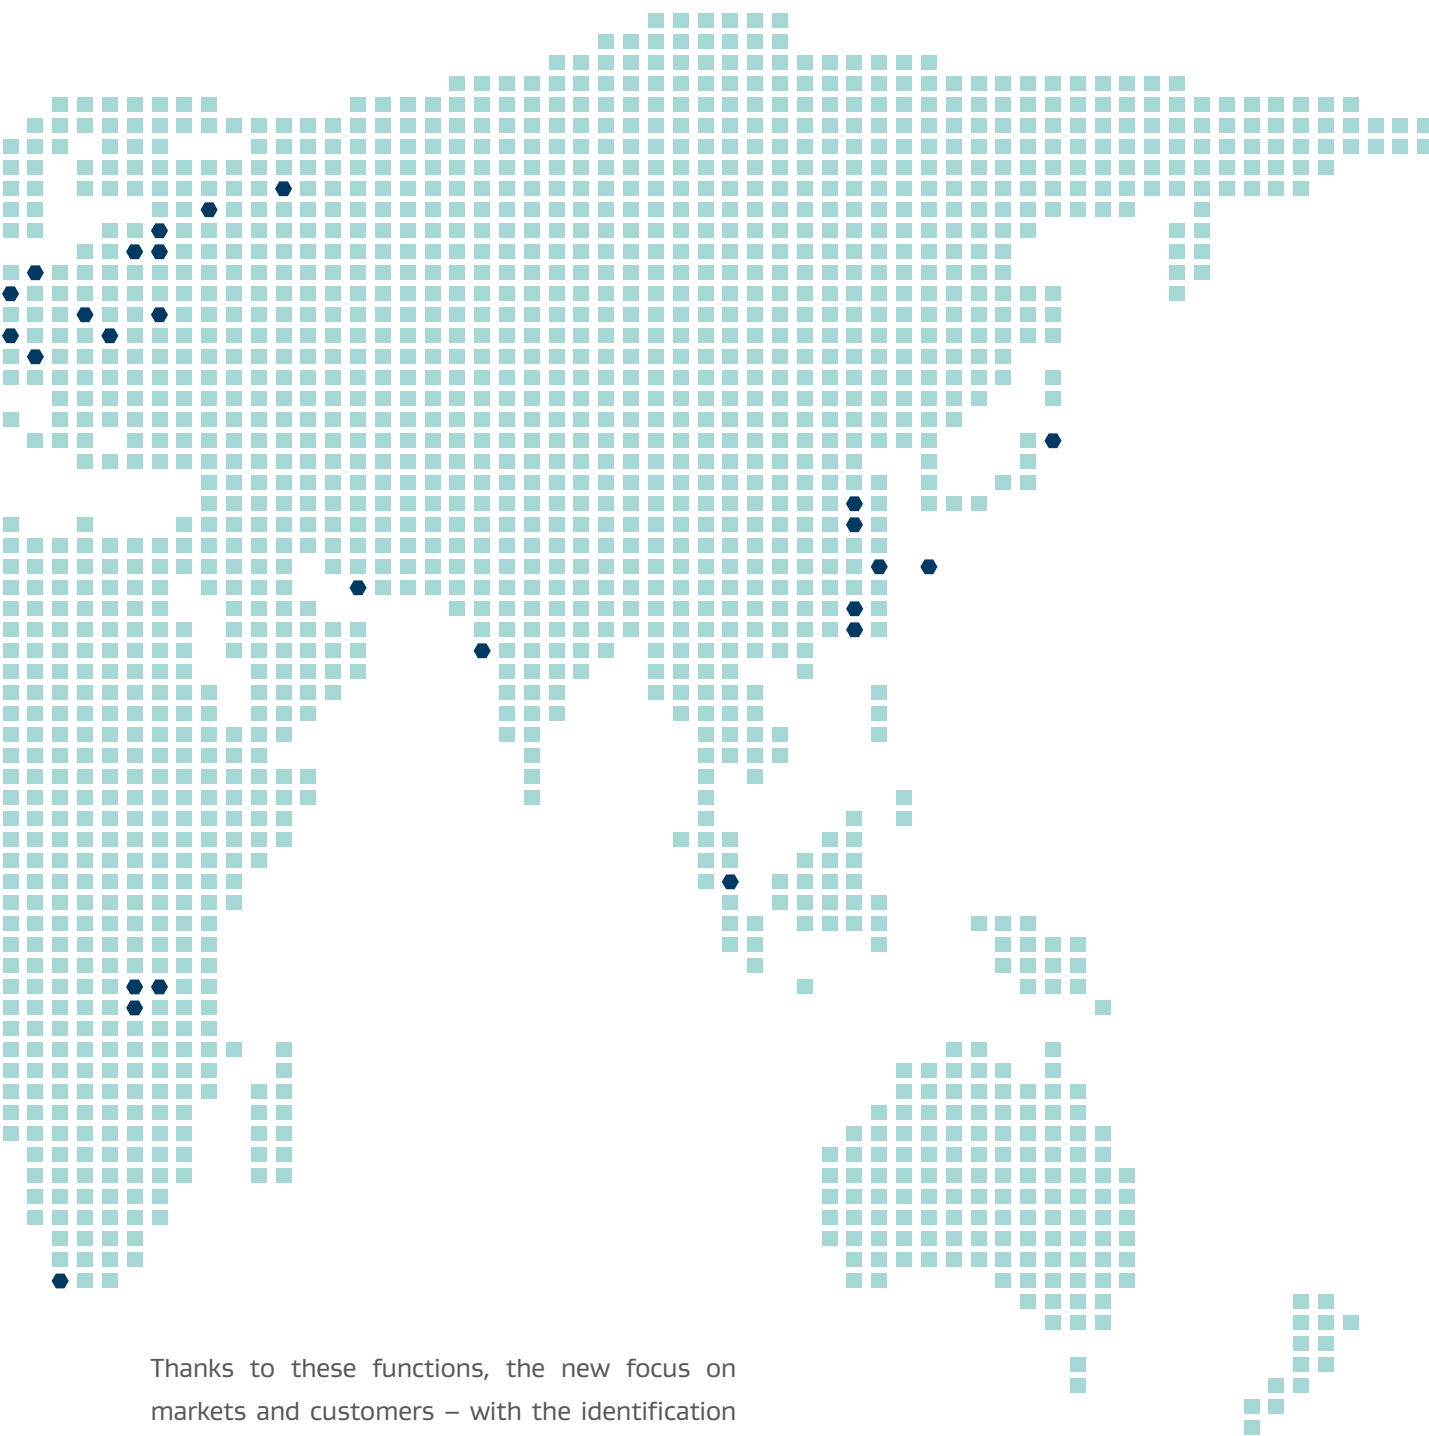 Thanks to these functions, the new focus on
markets and customers – with the identification